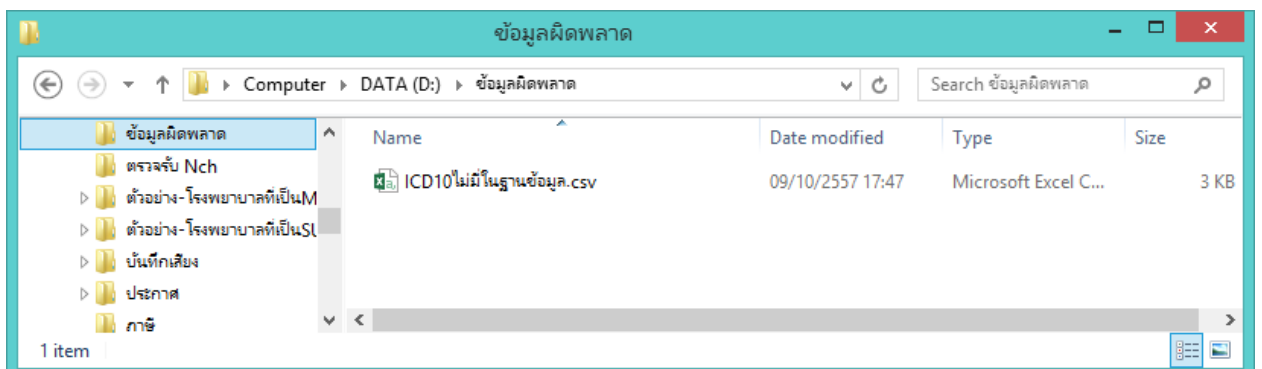 ข้อมูลผิดพลาด
Computer DATA (D:) ข้อมูลผิดพลาด Search ข้อมูลผิดพลาด
ข้อมูลผิดพลาด
ตรวจรับ Nch
ตัวอย่าง-โรงพยาบาลที่เป็นM
ตัวอย่าง-โรงพยาบาลที่เป็นSU
บันทึกเสียง
ประกาศ
ภาษี
Name Date modified Type Size
ICD10ไม่มีในฐานข้อมูล.csv 09/10/2557 17:47 Microsoft Excel C... 3 KB
1 item